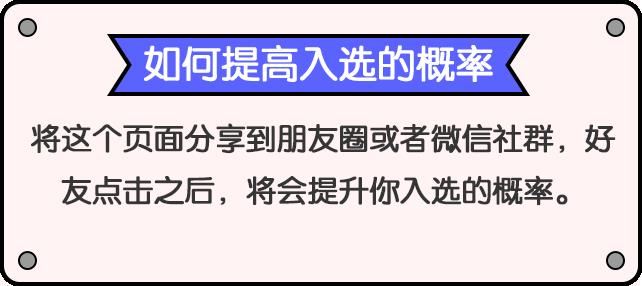 如何提高入选的概率
将这个页面分享到朋友圈或者微信社群，好
友点击之后，将会提升你入选的概率。